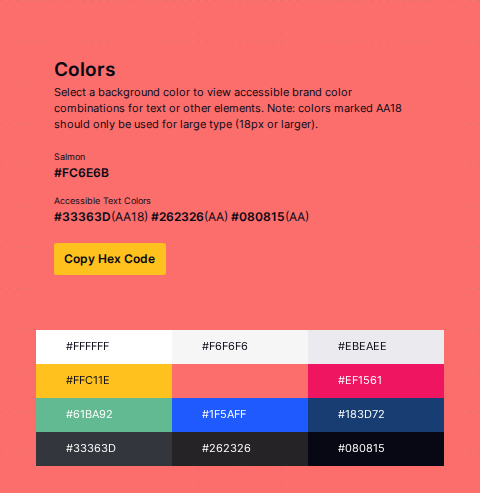 Colors
Select a background color to view accessible brand color
combinations for text or other elements. Note: colors marked AA18
should only be used for large type (18px or larger).
Salmon
#FC6E6B
Accessible Text Colors
#33363D(AA18) #262326(AA) #080815(AA)
Copy Hex Code
#FFFFFF #F6F6F6 #EBEAEE
#FFC11E #EF1561
#61BA92 #1F5AFF #183D72
#33363D #262326 #080815